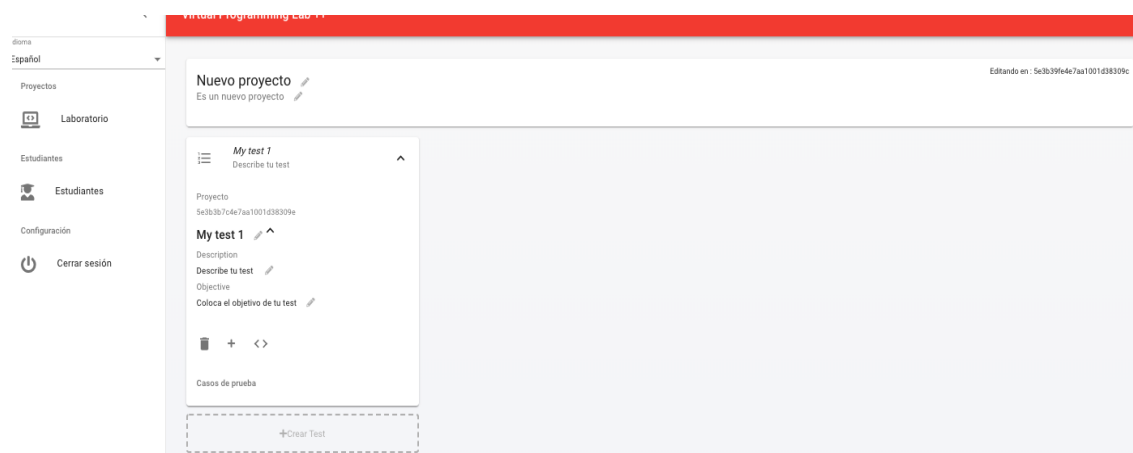 Virtual Programming Lab ++
Idioma
Español
Proyectos
Laboratorio
Estudiantes
Estudiantes
Configuración
Cerrar sesión
Nuevo proyecto
Es un nuevo proyecto
Editando en : 5e3b39fe4e7aa1001d38309c
My test 1
Describe tu test
Proyecto
5e3b3b7c4e7aa1001d38309e
My test 1
Description
Describe tu test
Objective
Coloca el objetivo de tu test
Casos de prueba
+Crear Test